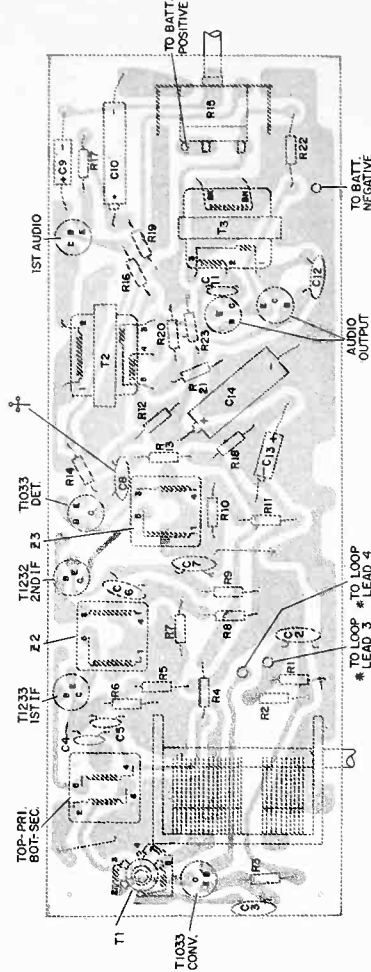 TO BATT.
POSITIVE
R15
R22
TO BATT.
NEGATIVE
C9
R17
C10
1ST AUDIO
R19
R16
T3
C11
C12
AUDIO
OUTPUT
T2
R20
R23
R21
C14
R12
R13
R18
C13
R14
C8
T1033
DET.
Z3
R10
R11
T1232
2ND IF
C7
C6
R9
R8
TO LOOP
* LEAD 4
Z2
R7
C2
TO LOOP
* LEAD 3
T1233
1ST IF
R6
R5
R4
R1
R2
C4
C5
TOP-PRI.
BOT.-SEC.
T1
T1033
CONV.
R3
C3